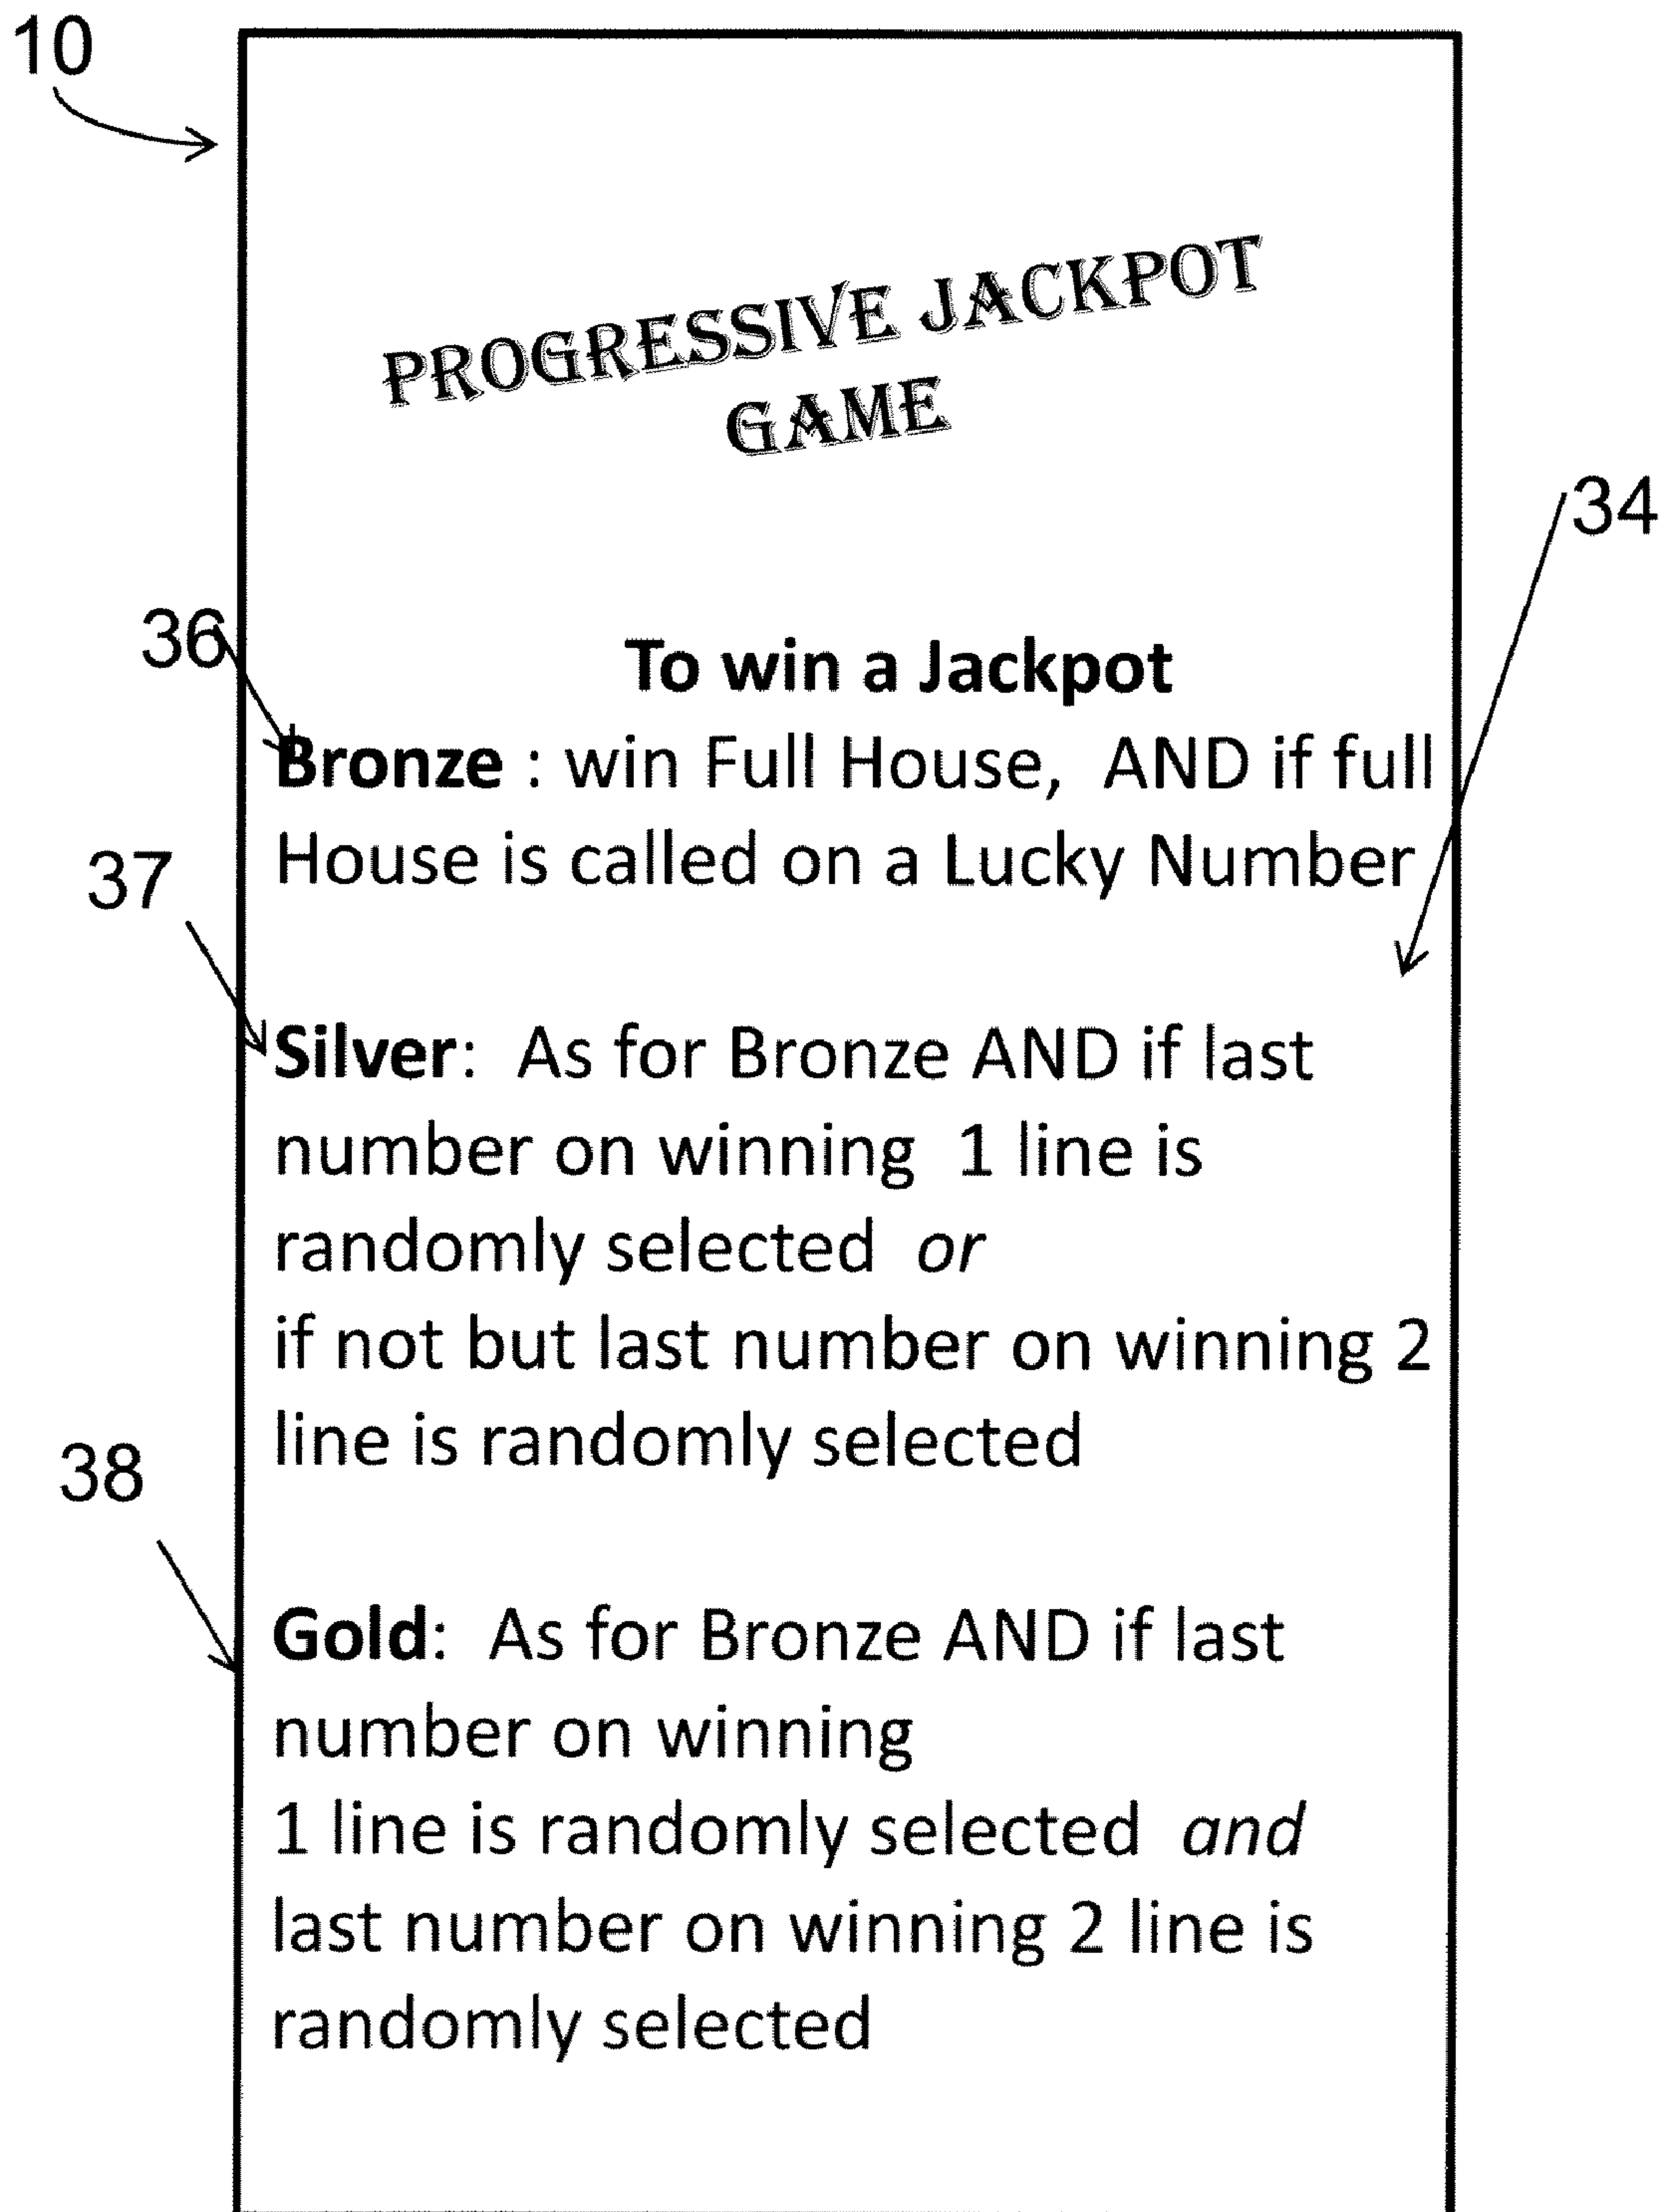 10
PROGRESSIVE JACKPOT
GAME
34
36
To win a Jackpot
Bronze : win Full House, AND if full
House is called on a Lucky Number
37
Silver: As for Bronze AND if last
number on winning 1 line is
randomly selected or
if not but last number on winning 2
line is randomly selected
38
Gold: As for Bronze AND if last
number on winning
1 line is randomly selected and
last number on winning 2 line is
randomly selected